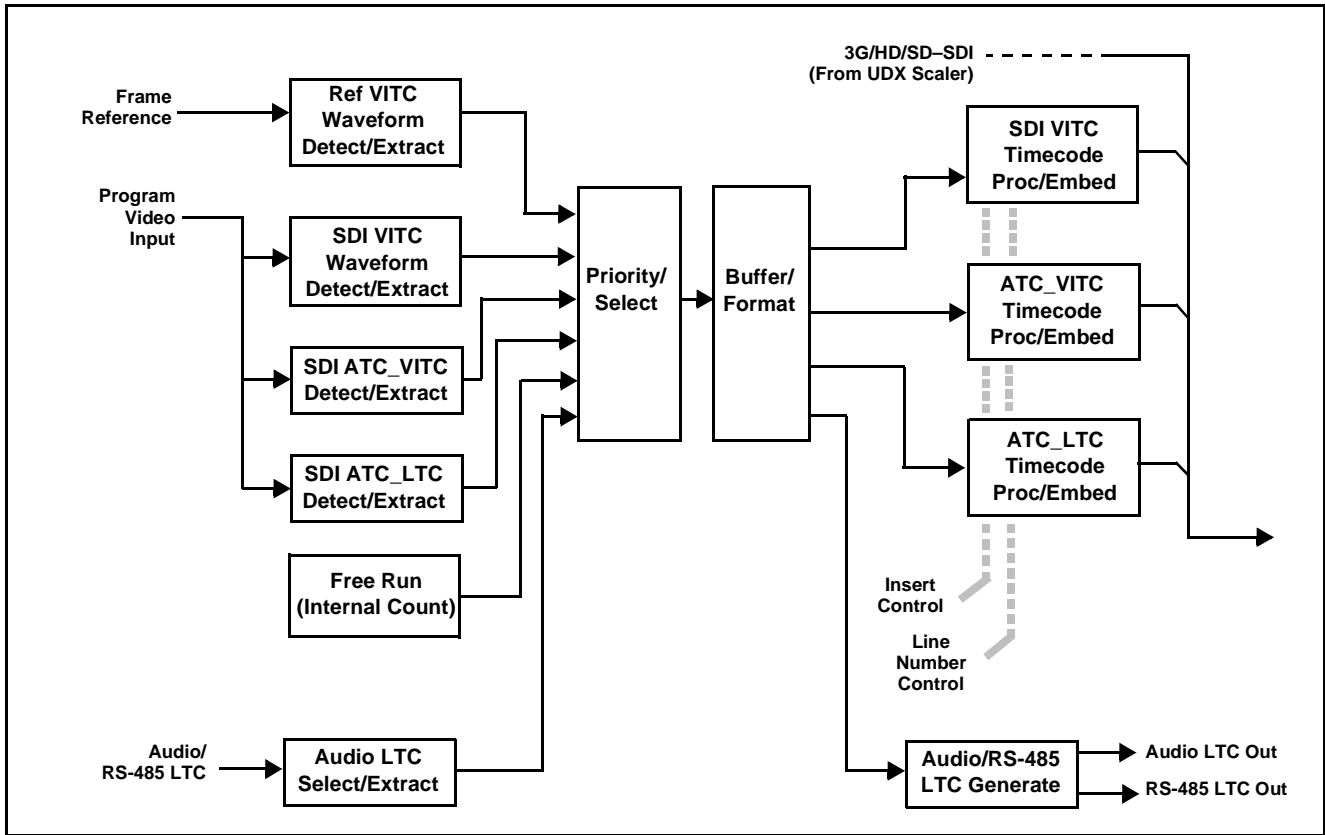 3G/HD/SD–SDI
(From UDX Scaler)
Frame
Reference
Ref VITC
Waveform
Detect/Extract
SDI VITC
Timecode
Proc/Embed
Program
Video
Input
SDI VITC
Waveform
Detect/Extract
Priority/
Select
Buffer/
Format
ATC_VITC
Timecode
Proc/Embed
SDI ATC_VITC
Detect/Extract
SDI ATC_LTC
Detect/Extract
ATC_LTC
Timecode
Proc/Embed
Free Run
(Internal Count)
Insert
Control
Line
Number
Control
Audio/
RS-485 LTC
Audio LTC
Select/Extract
Audio/RS-485
LTC Generate
Audio LTC Out
RS-485 LTC Out